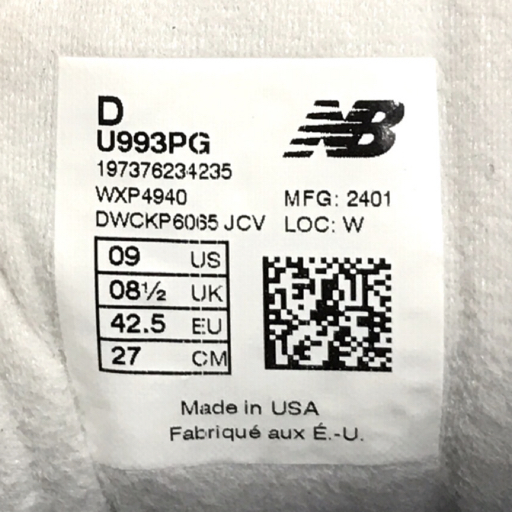 D
NB
U993PG
197376234235
WXP4940 MFG: 2401
DWCKP6065 JCV LOC: W
09 US
08½ UK
42.5 EU
27 CM
Made in USA
Fabriqué aux É.-U.